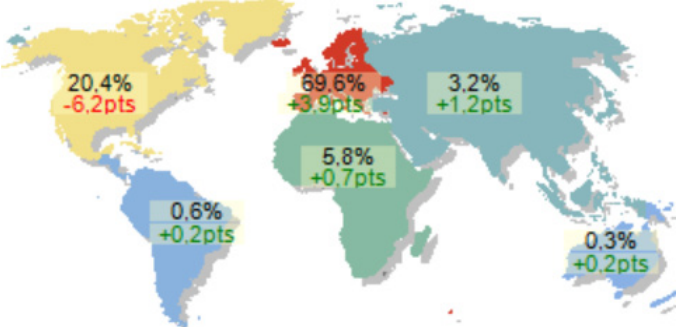 20,4%
-6,2pts
69,6%
+3,9pts
3,2%
+1,2pts
5,8%
+0,7pts
0,6%
+0,2pts
0,3%
+0,2pts